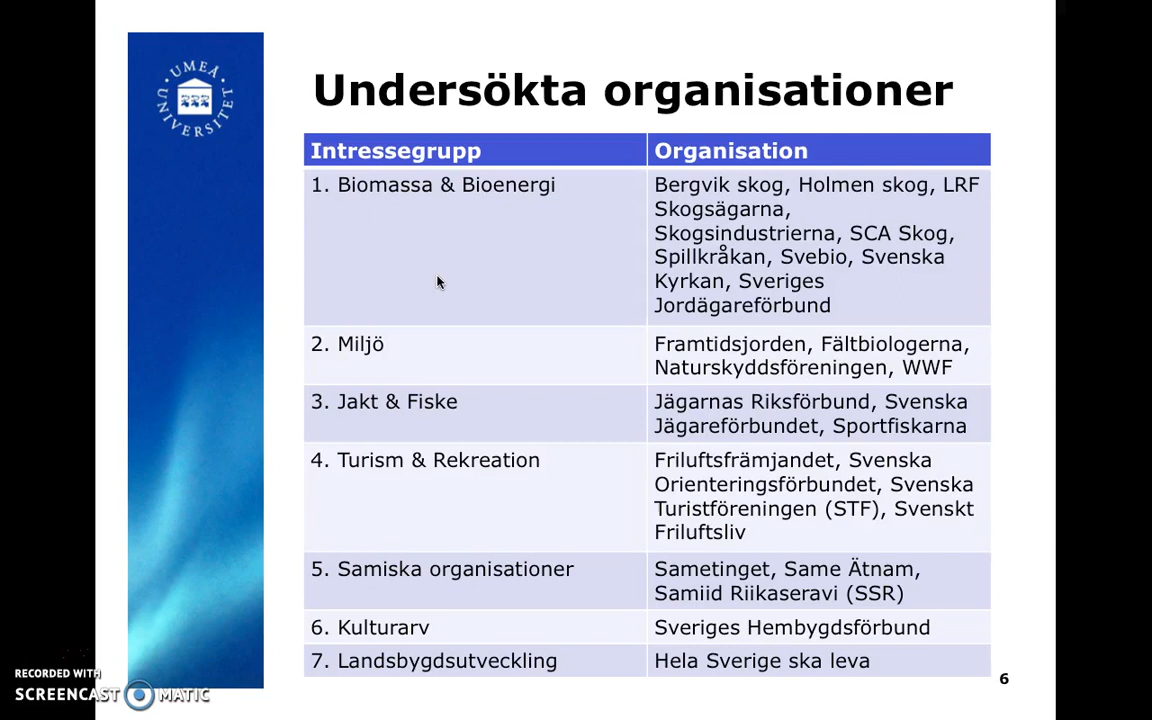 UMEÅ UNIVERSITET
Undersökta organisationer
Intressegrupp
Organisation
1. Biomassa & Bioenergi
Bergvik skog, Holmen skog, LRF
Skogsägarna,
Skogsindustrierna, SCA Skog,
Spillkråkan, Svebio, Svenska
Kyrkan, Sveriges
Jordägareförbund
2. Miljö
Framtidsjorden, Fältbiologerna,
Naturskyddsföreningen, WWF
3. Jakt & Fiske
Jägarnas Riksförbund, Svenska
Jägareförbundet, Sportfiskarna
4. Turism & Rekreation
Friluftsfrämjandet, Svenska
Orienteringsförbundet, Svenska
Turistföreningen (STF), Svenskt
Friluftsliv
5. Samiska organisationer
Sametinget, Same Ätnam,
Samiid Riikaseravi (SSR)
6. Kulturarv
Sveriges Hembygdsförbund
7. Landsbygdsutveckling
Hela Sverige ska leva
6
RECORDED WITH
SCREENCAST MATIC